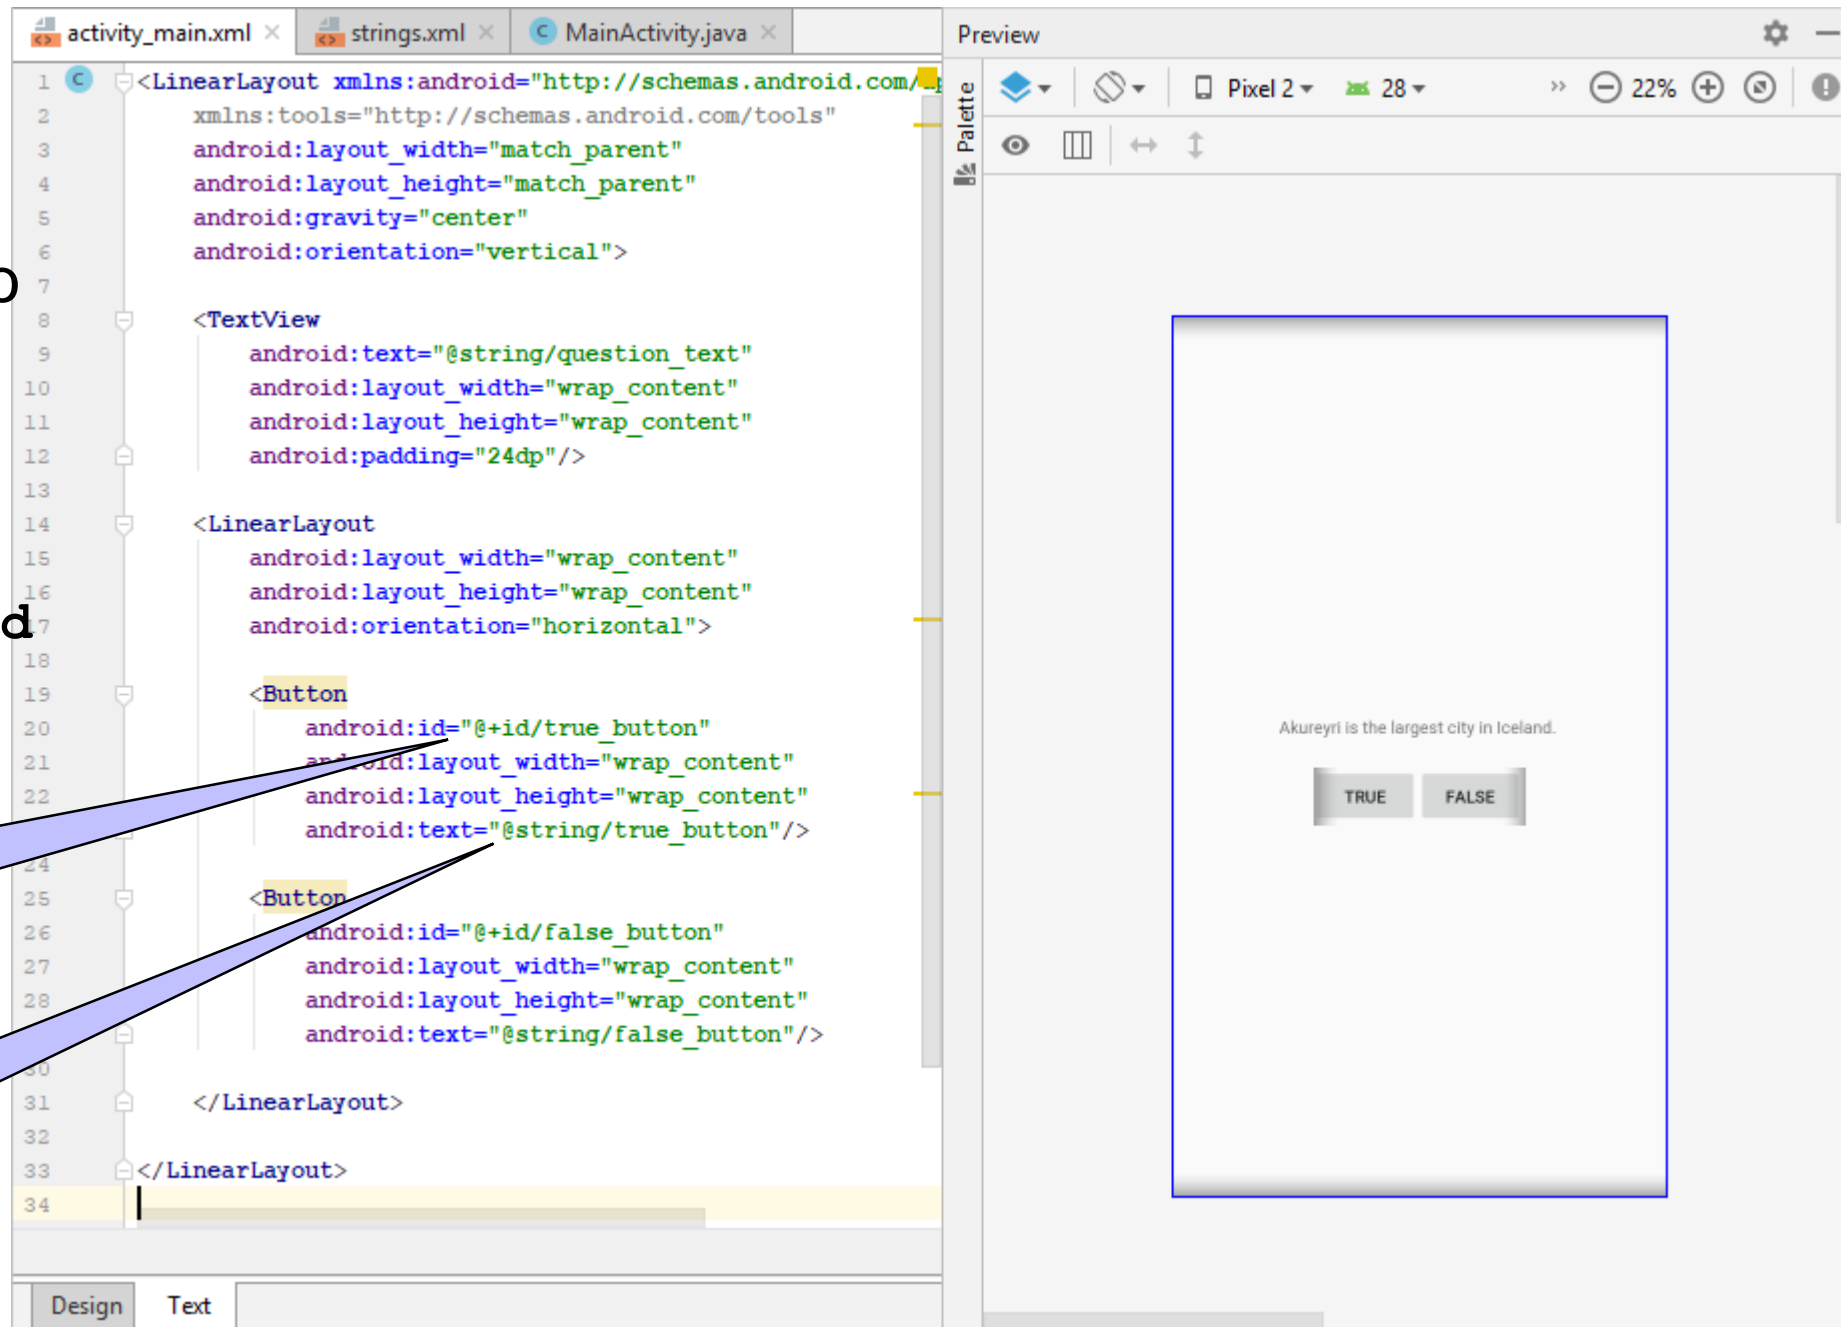 activity_main.xml
strings.xml
C MainActivity.java
Preview
1 C <LinearLayout xmlns:android="http://schemas.android.com/
2 xmlns:tools="http://schemas.android.com/tools"
3 android:layout_width="match_parent"
4 android:layout_height="match_parent"
5 android:gravity="center"
6 android:orientation="vertical">
7
8 <TextView
9 android:text="@string/question_text"
10 android:layout_width="wrap_content"
11 android:layout_height="wrap_content"
12 android:padding="24dp"/>
13
14 <LinearLayout
15 android:layout_width="wrap_content"
16 android:layout_height="wrap_content"
17 android:orientation="horizontal">
18
19 <Button
20 android:id="@+id/true_button"
21 android:layout_width="wrap_content"
22 android:layout_height="wrap_content"
android:text="@string/true_button"/>
24
25 <Button
26 android:id="@+id/false_button"
27 android:layout_width="wrap_content"
28 android:layout_height="wrap_content"
android:text="@string/false_button"/>
30
31 </LinearLayout>
32
33 </LinearLayout>
34
d
Design Text
Palette
Pixel 2 28 22%
Akureyri is the largest city in Iceland.
TRUE FALSE